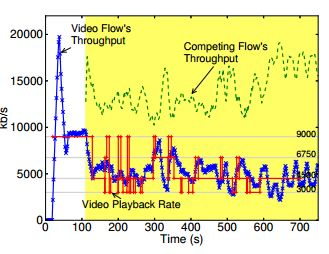 20000
Video Flow's
Throughput
Competing Flow's
Throughput
15000
kb/s
10000
9000
6750
5000
4500
3000
Video Playback Rate
0
0 100 200 300 400 500 600 700
Time (s)